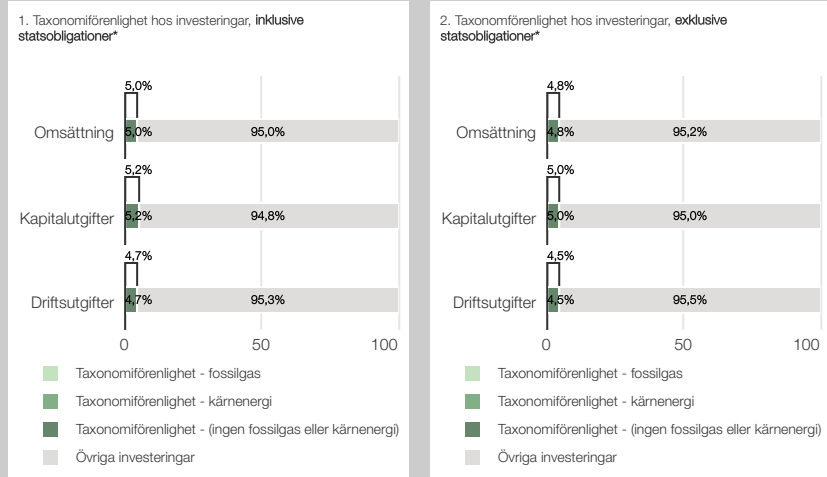 1. Taxonomiförenlighet hos investeringar, inklusive
statsobligationer*
5,0%
Omsättning 5,0% 95,0%
5,2%
Kapitalutgifter 5,2% 94,8%
4,7%
Driftsutgifter 4,7% 95,3%
0 50 100
Taxonomiförenlighet - fossilgas
Taxonomiförenlighet - kärnenergi
Taxonomiförenlighet - (ingen fossilgas eller kärnenergi)
Övriga investeringar
2. Taxonomförenlighet hos investeringar, exklusive
statsobligationer*
4,8%
Omsättning 4,8% 95,2%
5,0%
Kapitalutgifter 5,0% 95,0%
4,5%
Driftsutgifter 4,5% 95,5%
0 50 100
Taxonomiförenlighet - fossilgas
Taxonomiförenlighet - kärnenergi
Taxonomiförenlighet - (ingen fossilgas eller kärnenergi)
Övriga investeringar